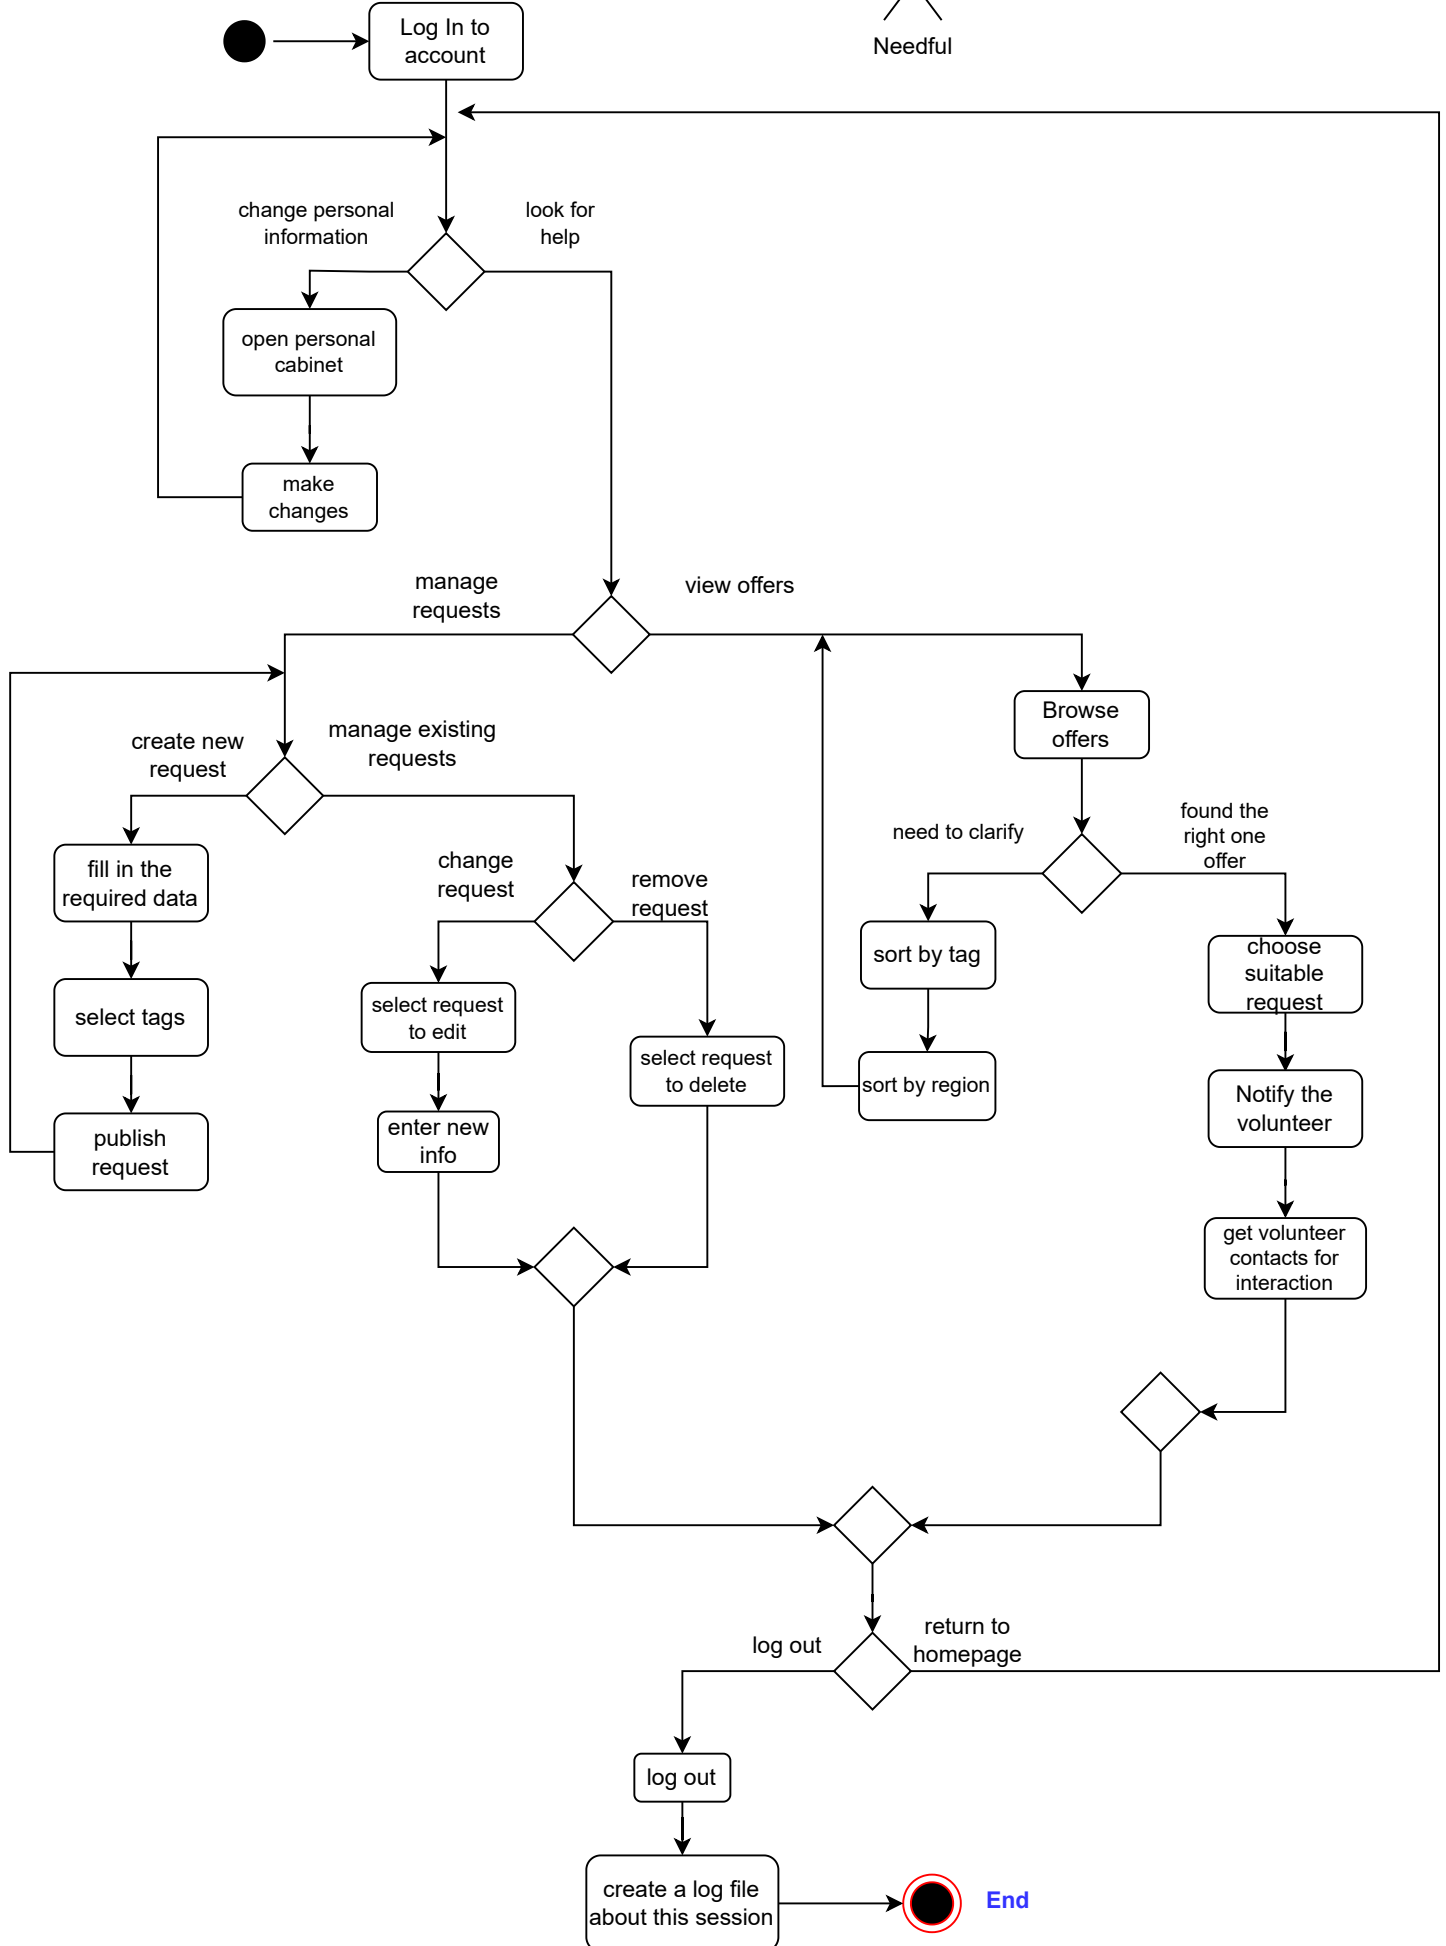 Log In to
account
Needful
change personal
information
look for
help
open personal
cabinet
make
changes
manage
requests
view offers
Browse
offers
create new
request
manage existing
requests
need to clarify
found the
right one
offer
fill in the
required data
change
request
remove
request
sort by tag
choose
suitable
request
select tags
select request
to edit
select request
to delete
sort by region
Notify the
volunteer
publish
request
enter new
info
get volunteer
contacts for
interaction
log out
return to
homepage
log out
create a log file
about this session
End